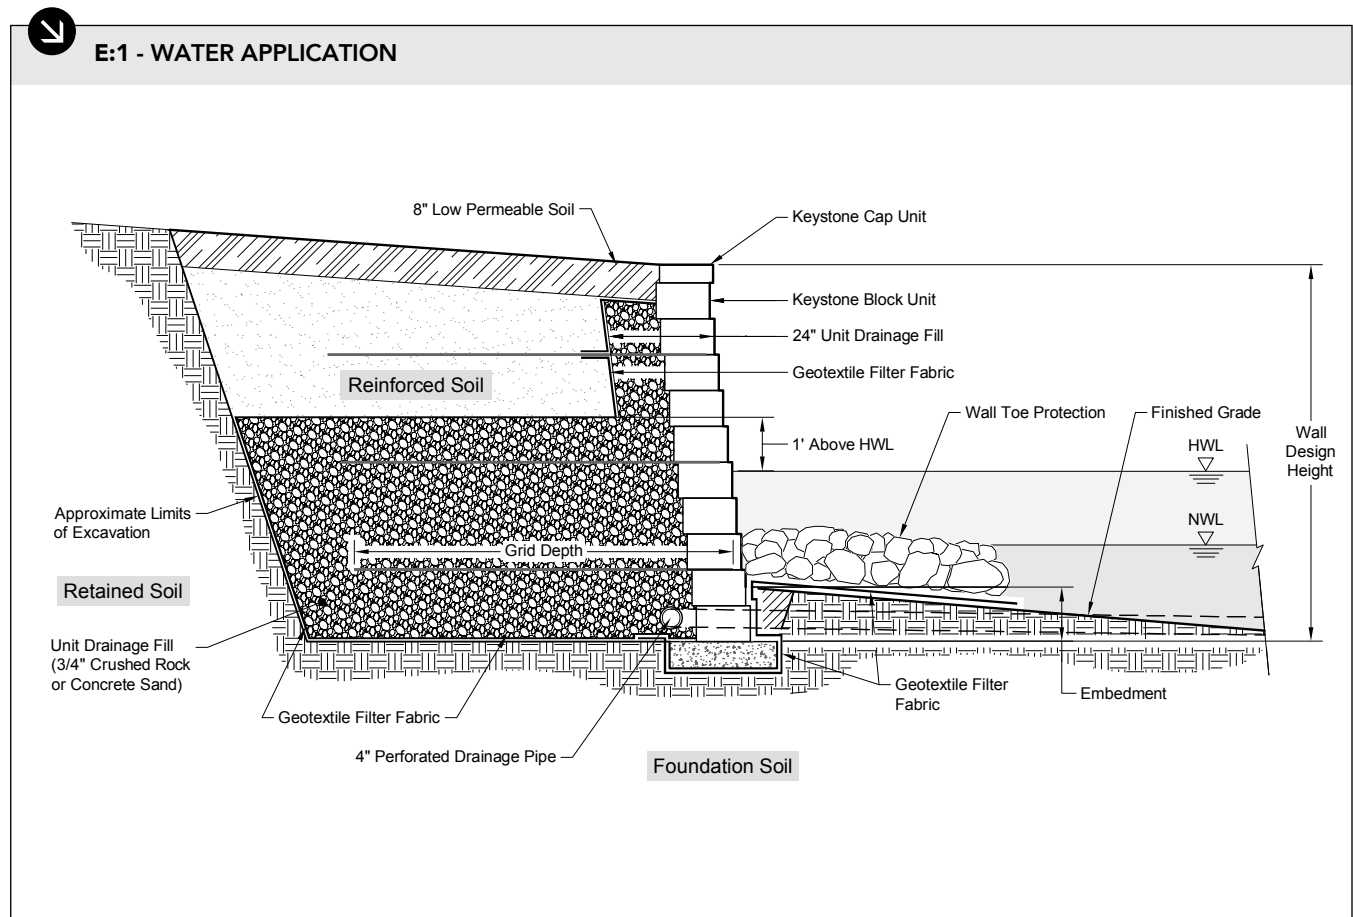 E:1 - WATER APPLICATION
8" Low Permeable Soil
Keystone Cap Unit
Keystone Block Unit
24" Unit Drainage Fill
Geotextile Filter Fabric
Reinforced Soil
Wall Toe Protection
Finished Grade
1' Above HWL
HWL
Wall
Design
Height
NWL
Approximate Limits
of Excavation
Grid Depth
Retained Soil
Unit Drainage Fill
(3/4" Crushed Rock
or Concrete Sand)
Geotextile Filter
Fabric
Embedment
Geotextile Filter Fabric
4" Perforated Drainage Pipe
Foundation Soil